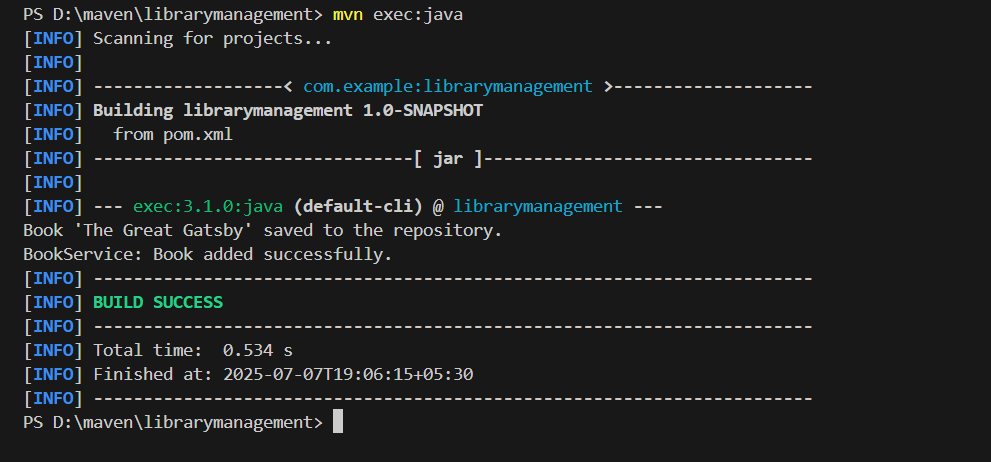 PS D:\maven\librarymanagement> mvn exec:java
[INFO] Scanning for projects...
[INFO]
[INFO] -------------------< com.example:librarymanagement >--------------------
[INFO] Building librarymanagement 1.0-SNAPSHOT
[INFO]   from pom.xml
[INFO] --------------------------------[ jar ]---------------------------------
[INFO]
[INFO] --- exec:3.1.0:java (default-cli) @ librarymanagement ---
Book 'The Great Gatsby' saved to the repository.
BookService: Book added successfully.
[INFO] ------------------------------------------------------------------------
[INFO] BUILD SUCCESS
[INFO] ------------------------------------------------------------------------
[INFO] Total time:  0.534 s
[INFO] Finished at: 2025-07-07T19:06:15+05:30
[INFO] ------------------------------------------------------------------------
PS D:\maven\librarymanagement>